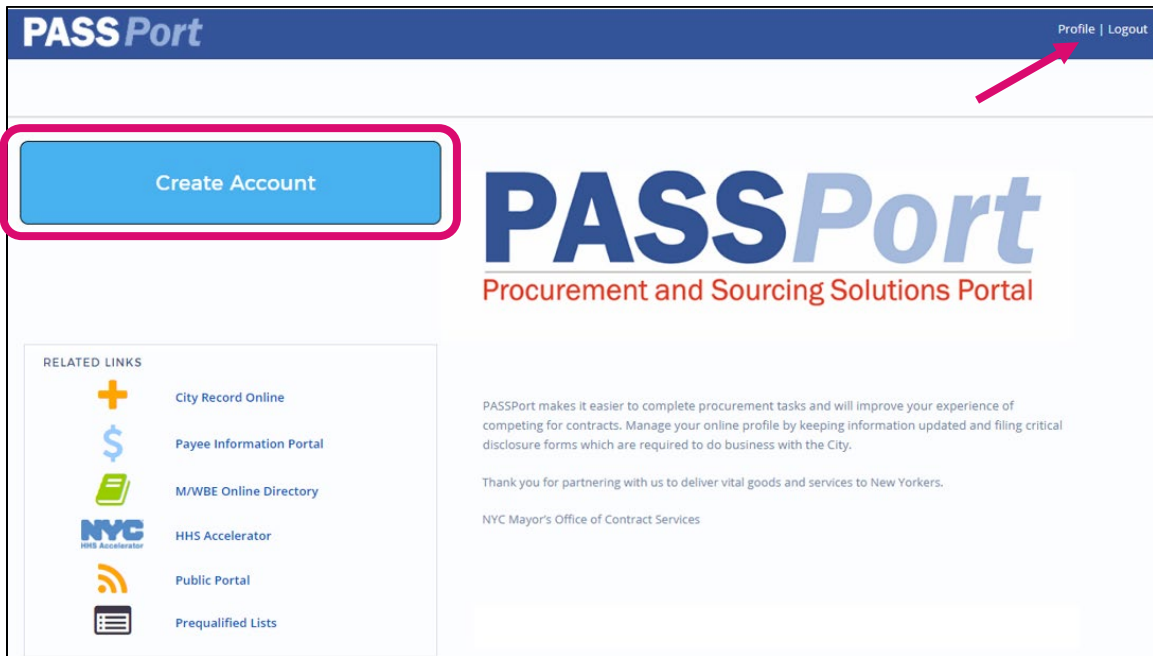 PASSPort
Profile | Logout
Create Account
PASSPort
Procurement and Sourcing Solutions Portal
RELATED LINKS
City Record Online
Payee Information Portal
M/WBE Online Directory
NYC
HHS Accelerator
HHS Accelerator
Public Portal
Prequalified Lists
PASSPort makes it easier to complete procurement tasks and will improve your experience of
competing for contracts. Manage your online profile by keeping information updated and filing critical
disclosure forms which are required to do business with the City.
Thank you for partnering with us to deliver vital goods and services to New Yorkers.
NYC Mayor's Office of Contract Services